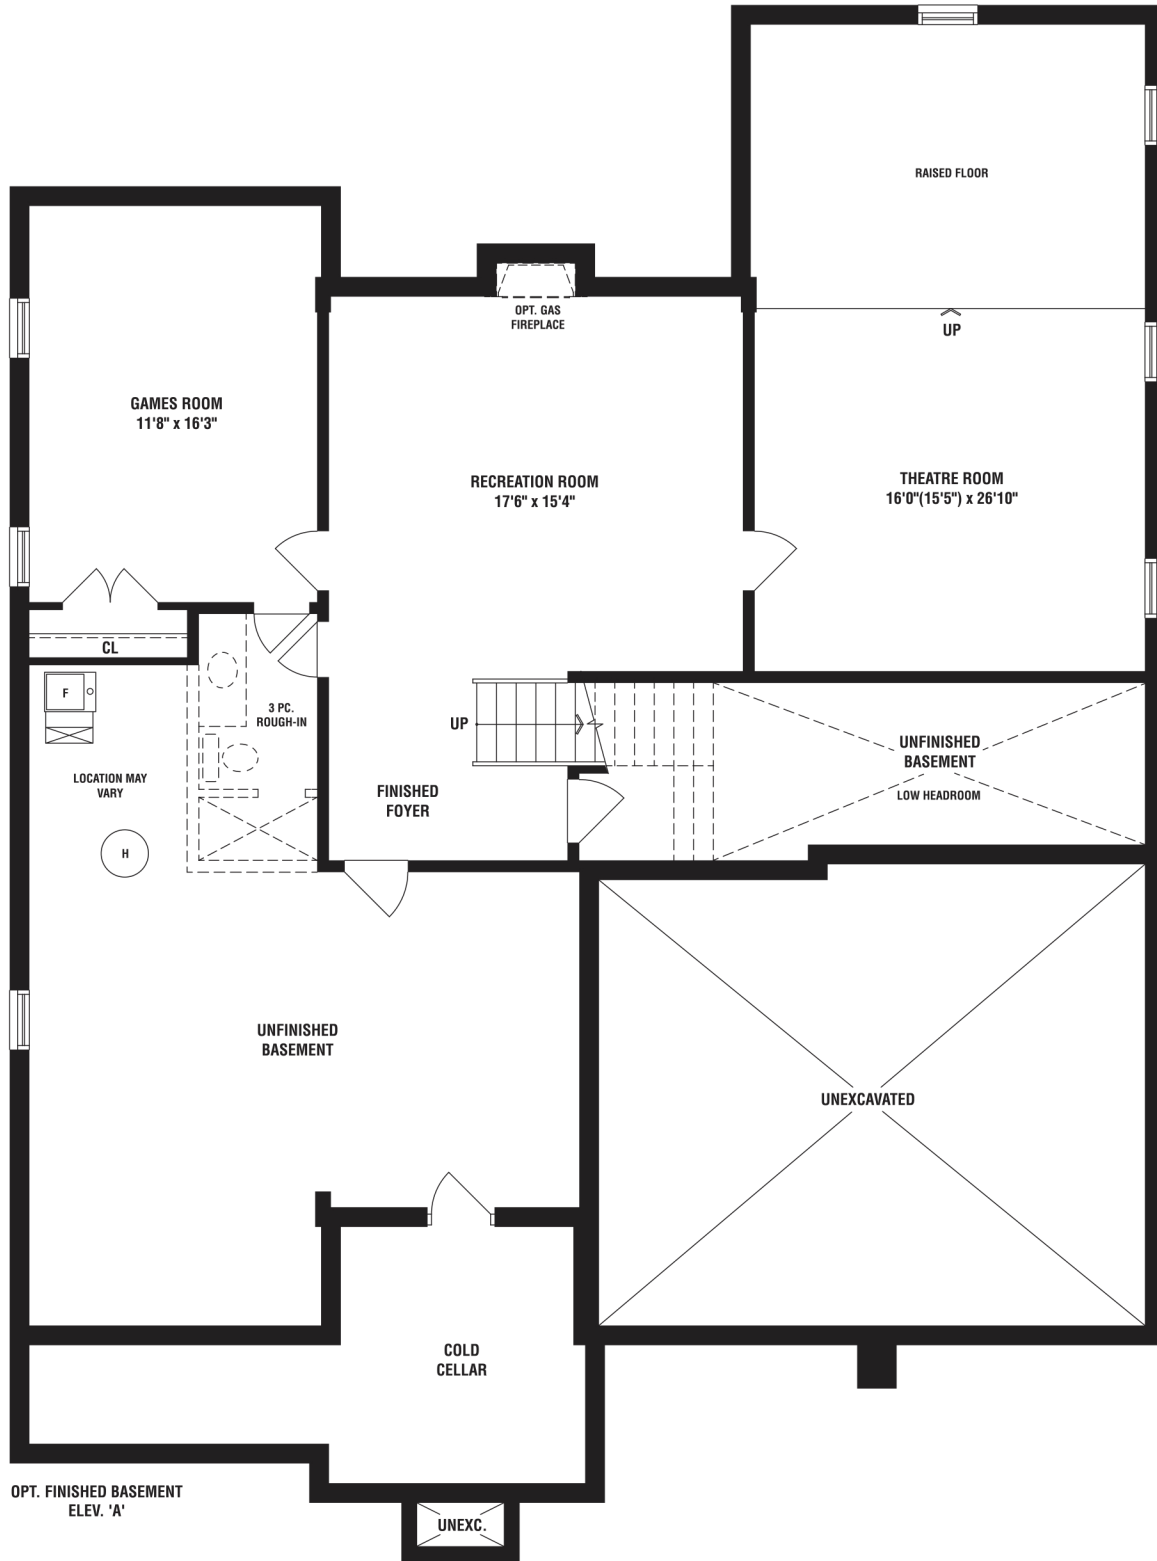 RAISED FLOOR
OPT. GAS
FIREPLACE
UP
GAMES ROOM
11'8" x 16'3"
RECREATION ROOM
17'6" x 15'4"
THEATRE ROOM
16'0"(15'5") x 26'10"
CL
F
3 PC.
ROUGH-IN
UP
UNFINISHED
BASEMENT
LOW HEADROOM
LOCATION MAY
VARY
FINISHED
FOYER
H
UNFINISHED
BASEMENT
UNEXCAVATED
COLD
CELLAR
OPT. FINISHED BASEMENT
ELEV. 'A'
UNEXC.